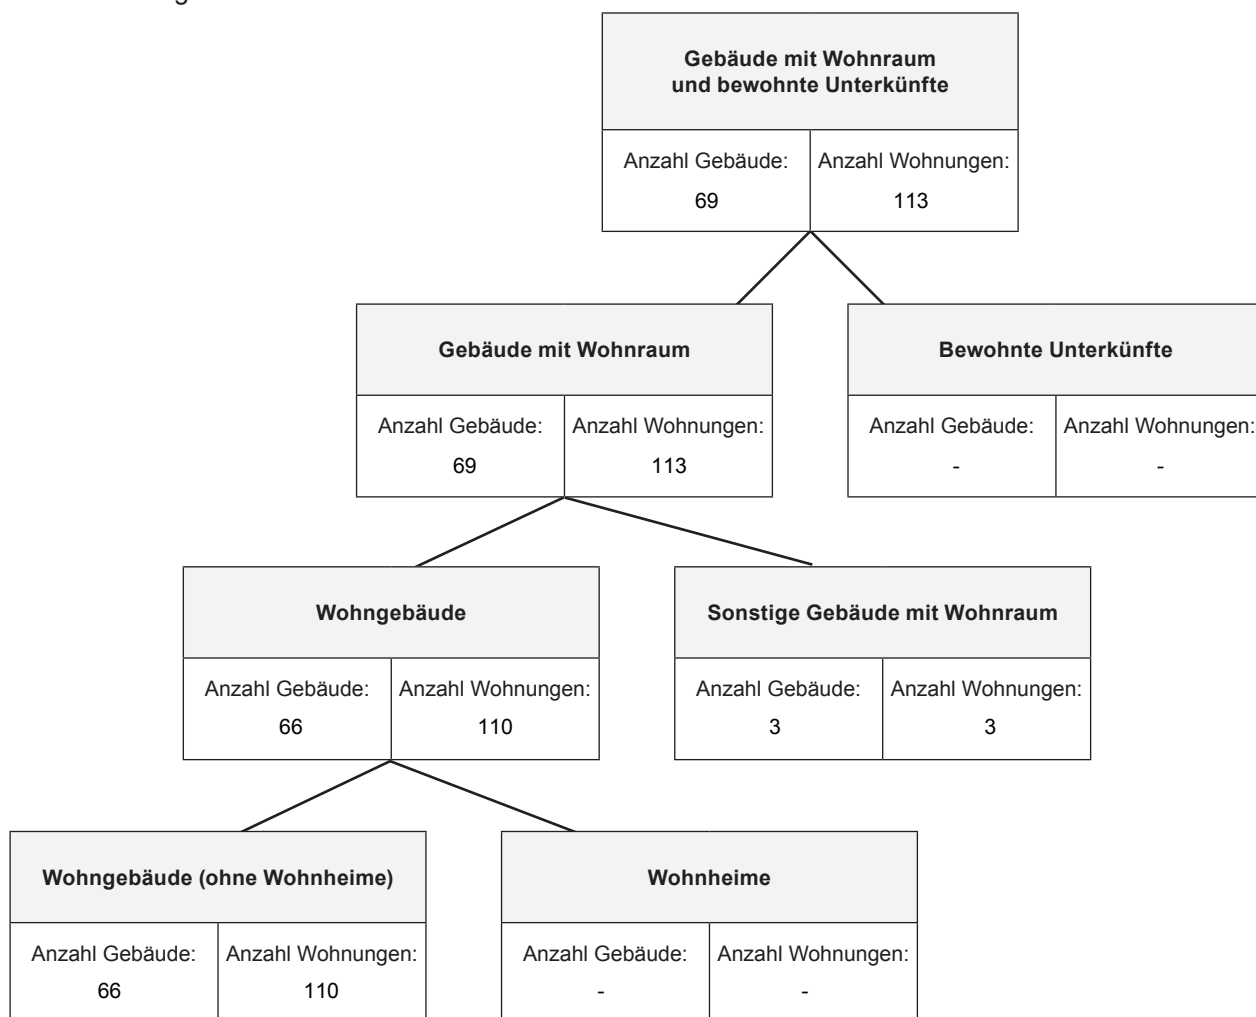 Gebäude mit Wohnraum
und bewohnte Unterkünfte
Anzahl Gebäude: Anzahl Wohnungen:
69 113
Gebäude mit Wohnraum
Bewohnte Unterkünfte
Anzahl Gebäude: Anzahl Wohnungen:
69 113
Anzahl Gebäude: Anzahl Wohnungen:
- -
Wohngebäude
Sonstige Gebäude mit Wohnraum
Anzahl Gebäude: Anzahl Wohnungen:
66 110
Anzahl Gebäude: Anzahl Wohnungen:
3 3
Wohngebäude (ohne Wohnheime)
Wohnheime
Anzahl Gebäude: Anzahl Wohnungen:
66 110
Anzahl Gebäude: Anzahl Wohnungen:
- -